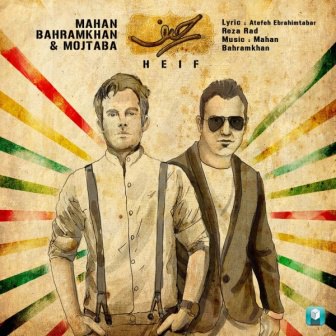 MAHAN
BAHRAMKHAN
& MOJTABA
حیف
HEIF
Lyric : Atefeh Ebrahimtabar
Reza Rad
Music : Mahan
Bahramkhan